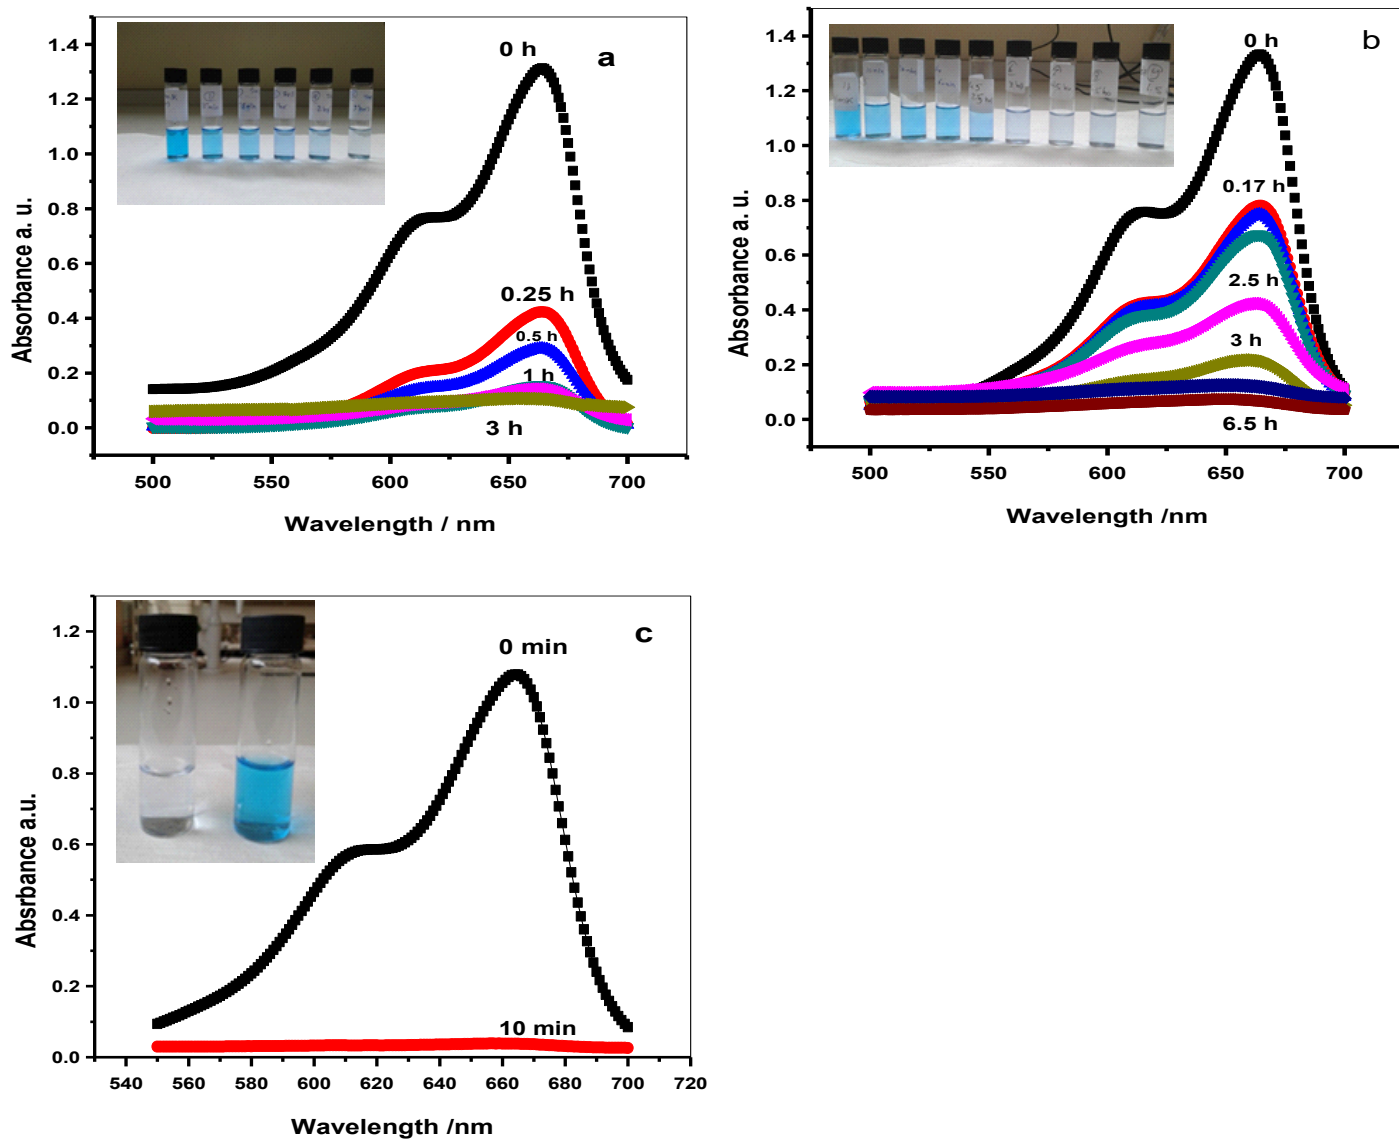 a
0 h
0.25 h
0.5 h
1 h
3 h
Absorbance a. u.
1.4
1.2
1.0
0.8
0.6
0.4
0.2
0.0
500
550
600
650
700
Wavelength / nm
b
0 h
0.17 h
2.5 h
3 h
6.5 h
Absorbance a. u.
1.4
1.2
1.0
0.8
0.6
0.4
0.2
0.0
500
550
600
650
700
Wavelength /nm
c
0 min
10 min
Absrbance a.u.
1.2
1.0
0.8
0.6
0.4
0.2
0.0
540
560
580
600
620
640
660
680
700
720
Wavelength /nm